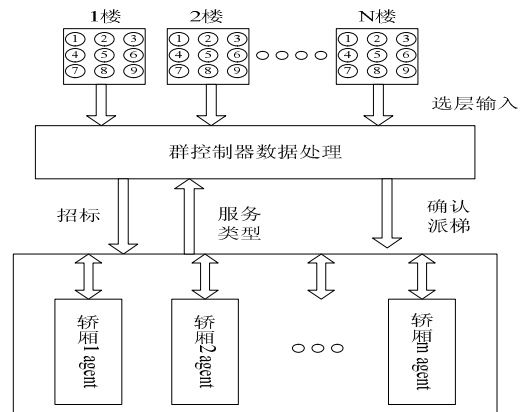 1楼 2楼 N楼
① ② ③ ① ② ③ ① ② ③
④ ⑤ ⑥ ④ ⑤ ⑥ ④ ⑤ ⑥
⑦ ⑧ ⑨ ⑦ ⑧ ⑨ ⑦ ⑧ ⑨
选层输入
群控制器数据处理
招标
服务
类型
确认
派梯
轿厢1 agent
轿厢2 agent
轿厢m agent